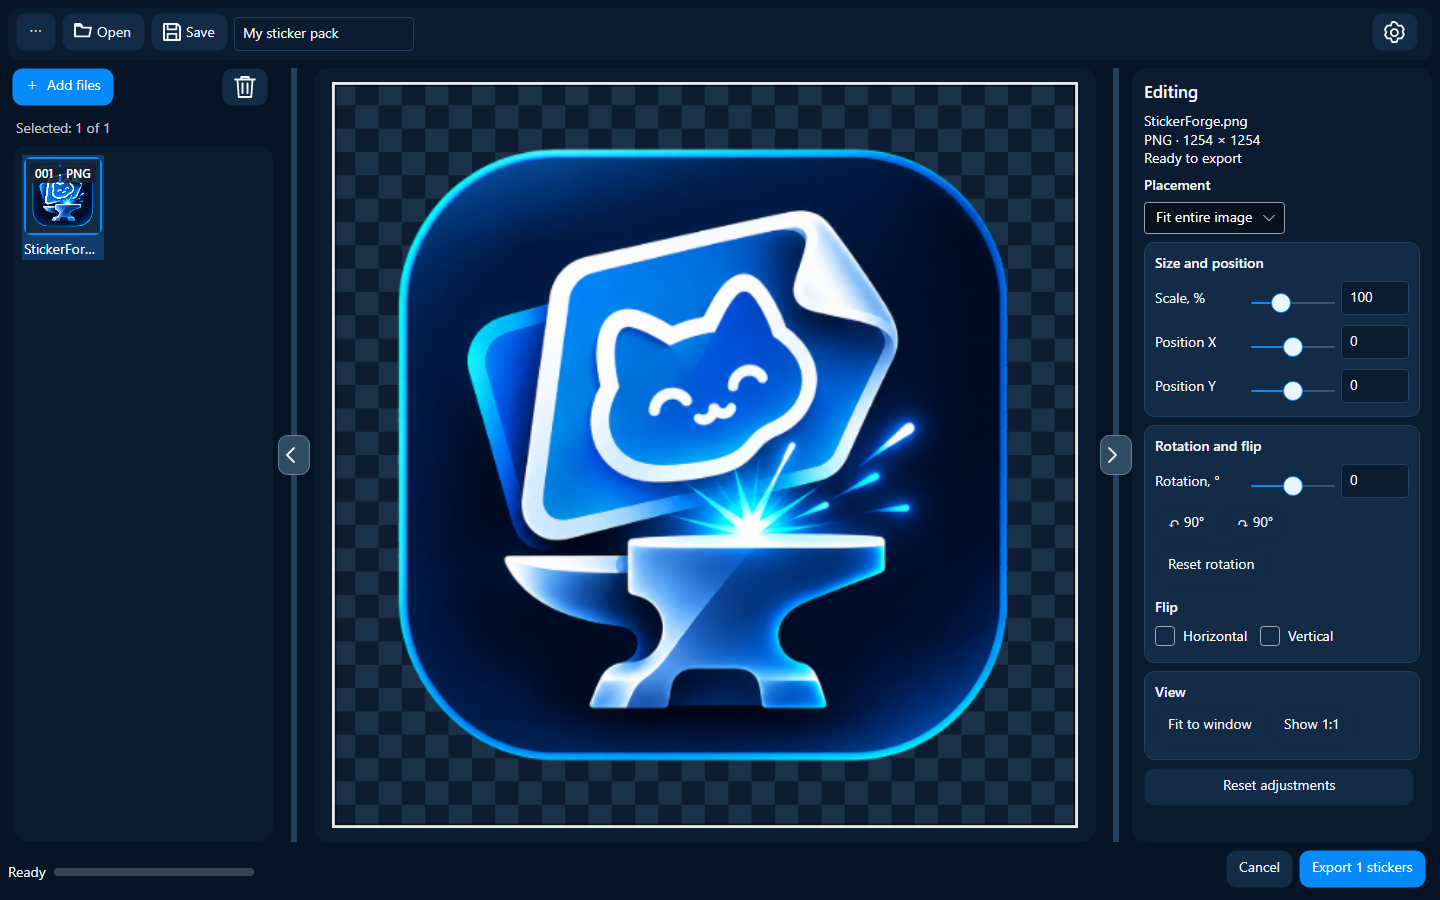 ...
Open
Save
My sticker pack
+ Add files
Selected: 1 of 1
001 · PNG
StickerFor...
Editing
StickerForge.png
PNG · 1254 × 1254
Ready to export
Placement
Fit entire image
Size and position
Scale, % 100
Position X 0
Position Y 0
Rotation and flip
Rotation, ° 0
↶ 90° ↷ 90°
Reset rotation
Flip
Horizontal Vertical
View
Fit to window Show 1:1
Reset adjustments
Ready
Cancel
Export 1 stickers